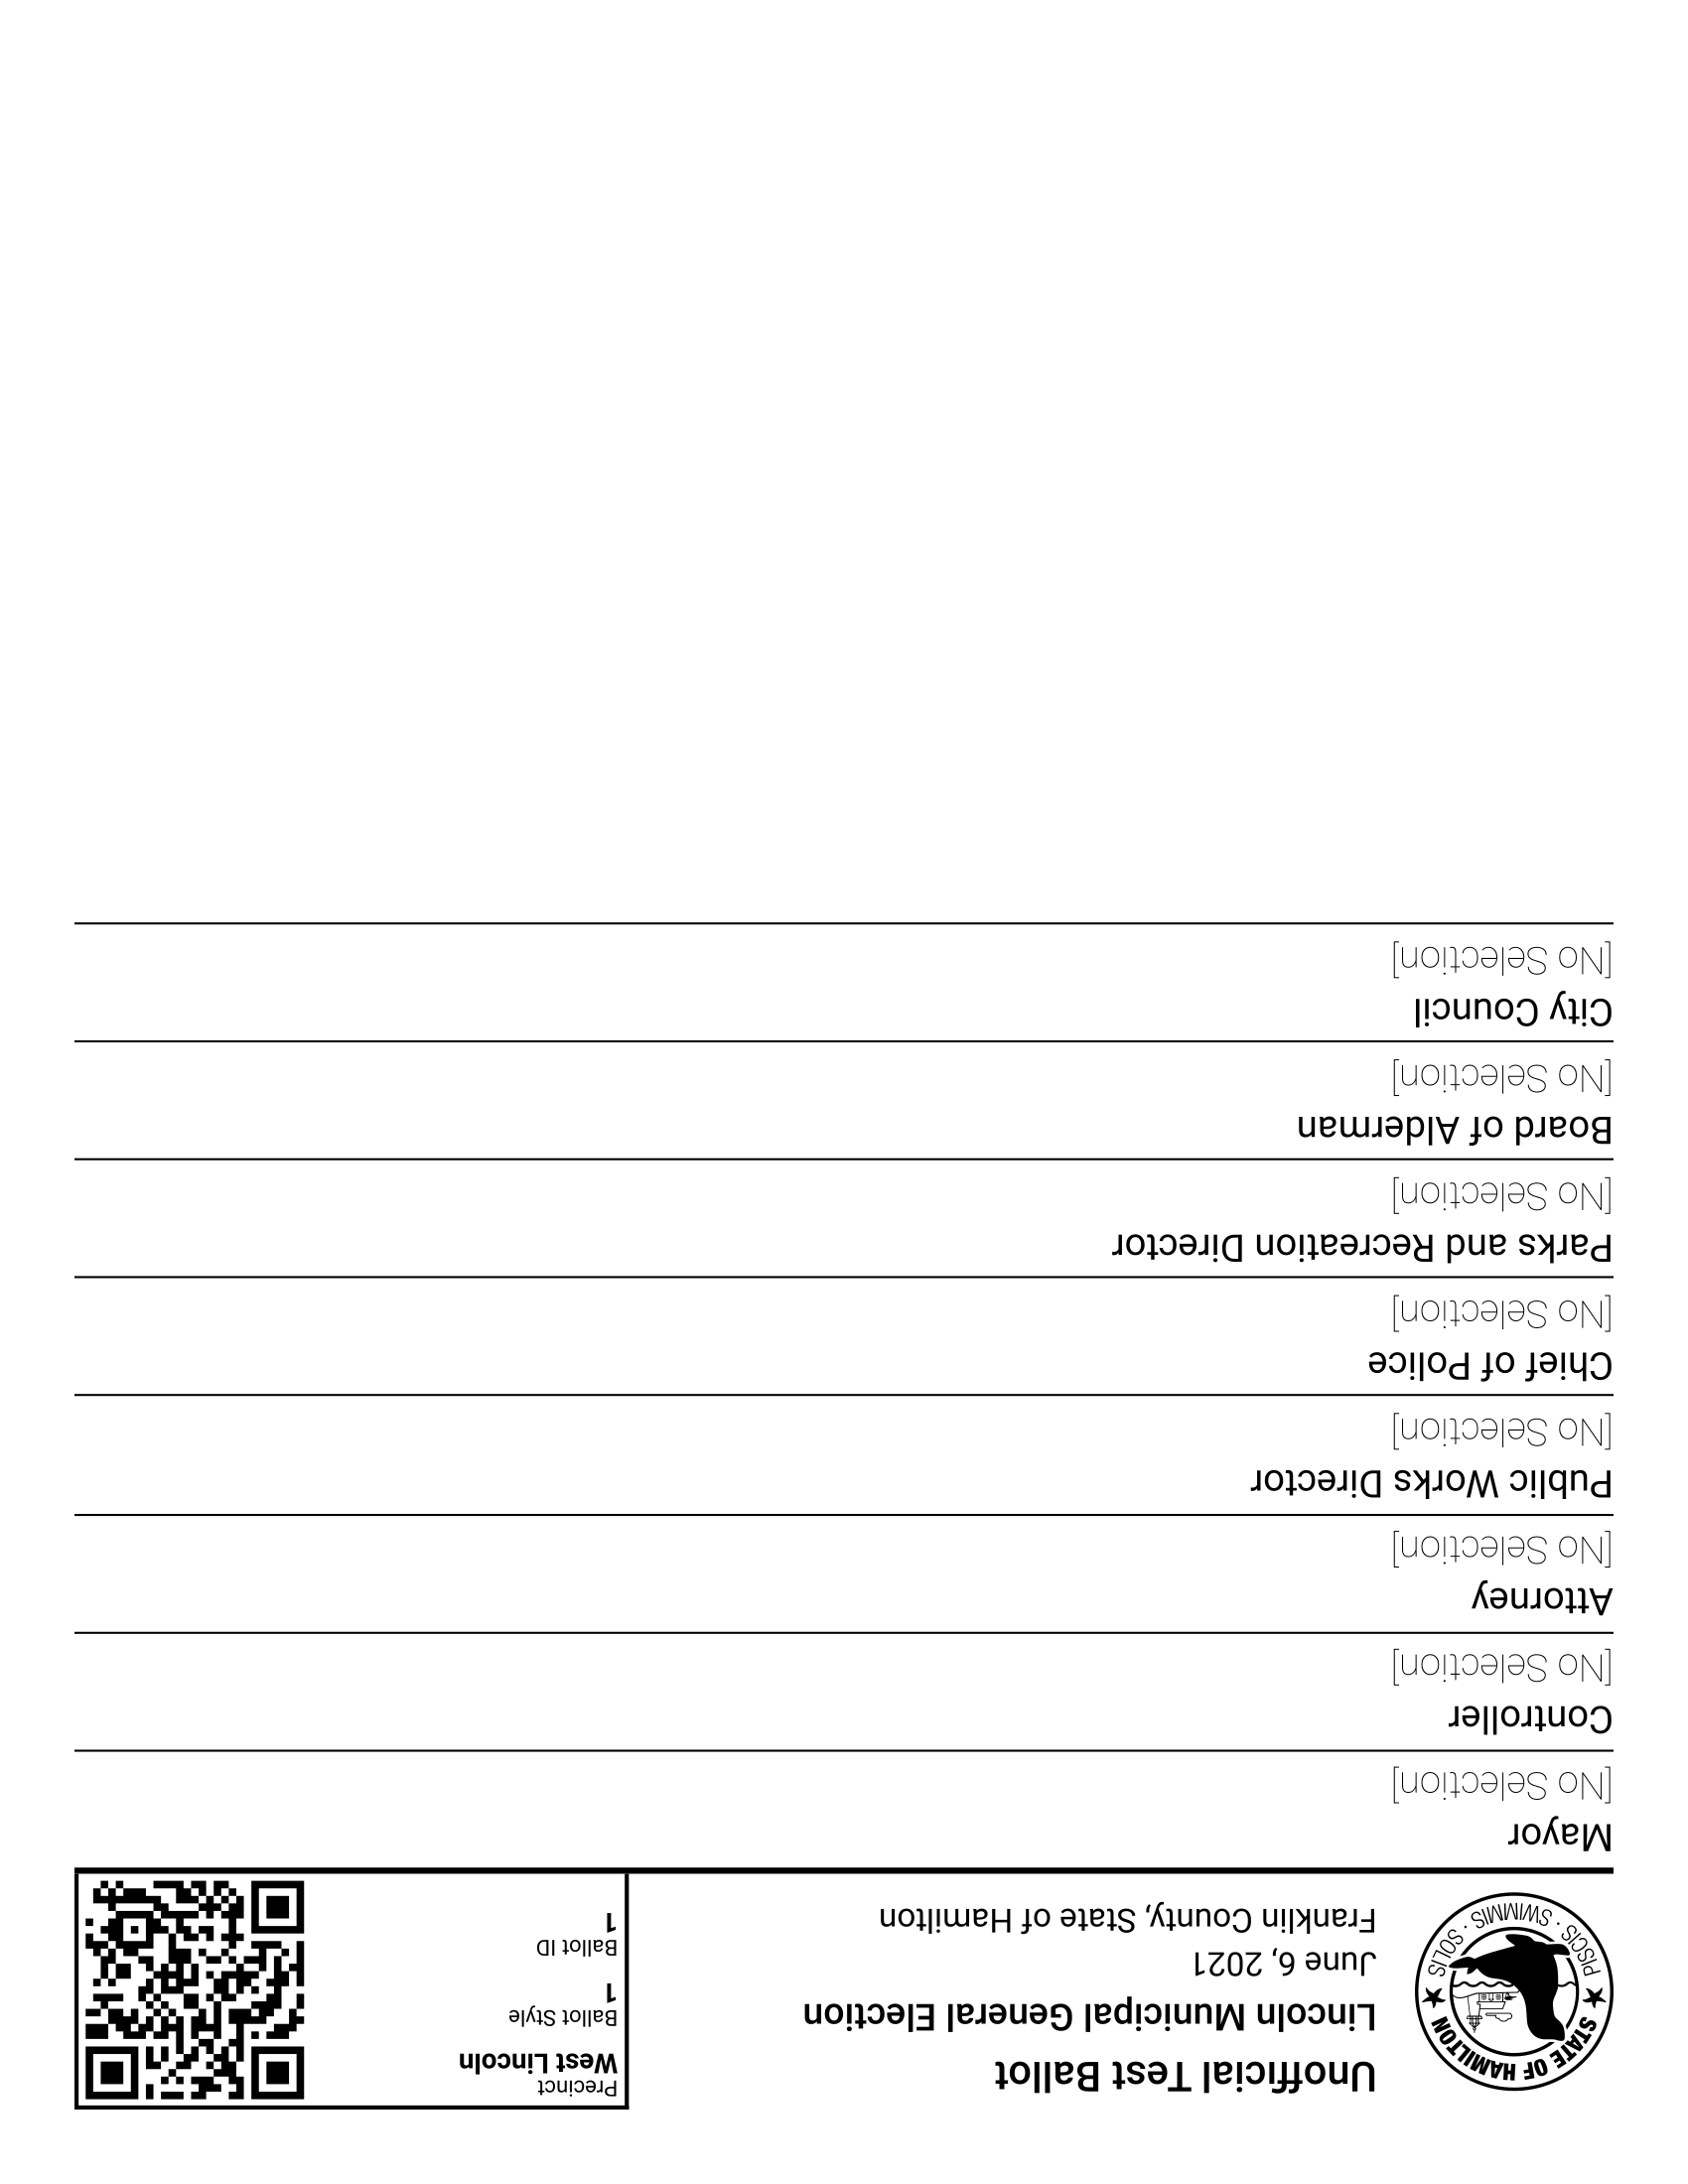 STATE OF HAMILTON
PISCIS · SWIMMIS · SOLIS
Unofficial Test Ballot
Lincoln Municipal General Election
June 6, 2021
Franklin County, State of Hamilton
Precinct
West Lincoln
Ballot Style
1
Ballot ID
1
Mayor
[No Selection]
Controller
[No Selection]
Attorney
[No Selection]
Public Works Director
[No Selection]
Chief of Police
[No Selection]
Parks and Recreation Director
[No Selection]
Board of Alderman
[No Selection]
City Council
[No Selection]